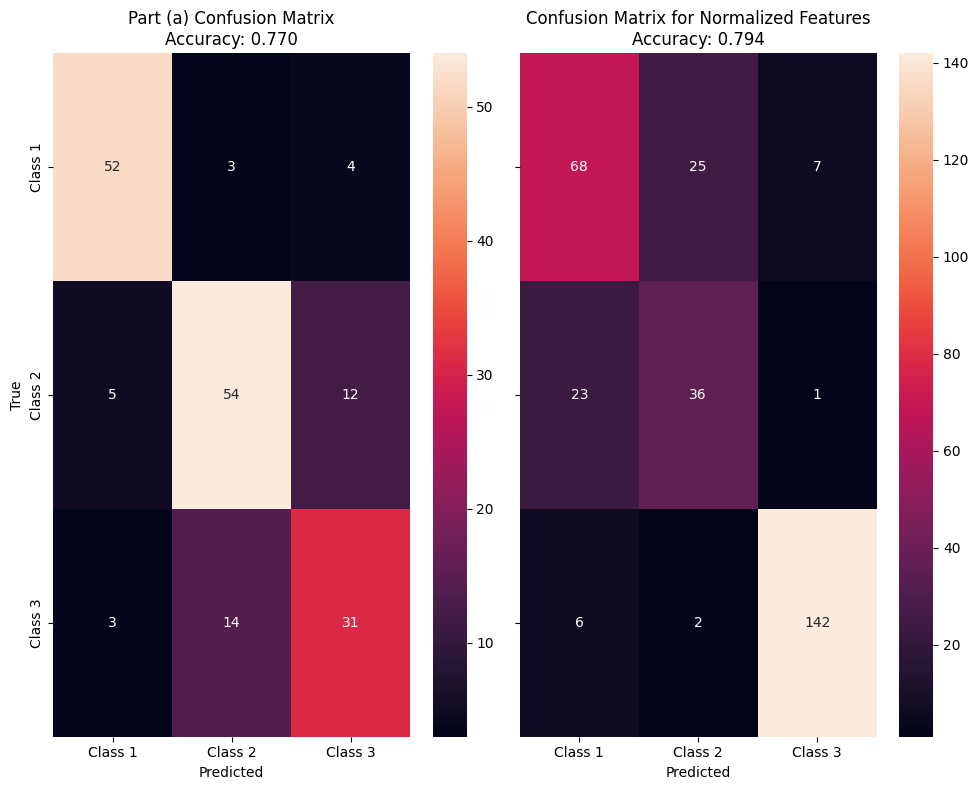 Part (a) Confusion Matrix
Accuracy: 0.770
Class 1
Class 2
Class 3
True
52 3 4
5 54 12
3 14 31
Class 1 Class 2 Class 3
Predicted
50
40
30
20
10
Confusion Matrix for Normalized Features
Accuracy: 0.794
68 25 7
23 36 1
6 2 142
Class 1 Class 2 Class 3
Predicted
140
120
100
80
60
40
20